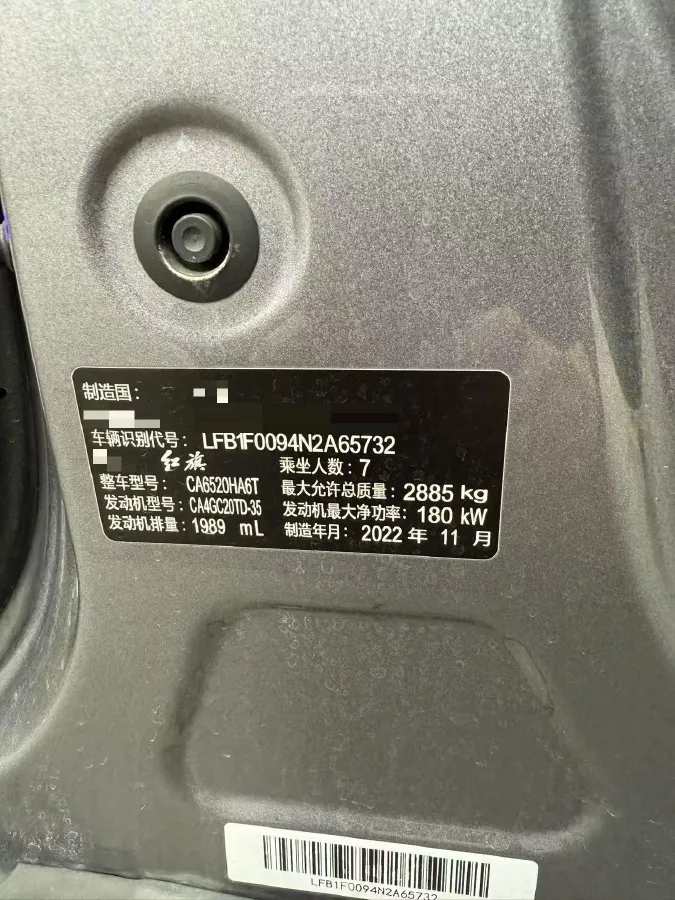 制造国：
车辆识别代号：LFB1F0094N2A65732
红旗 乘坐人数：7
整车型号：CA6520HA6T 最大允许总质量：2885 kg
发动机型号：CA4GC20TD-35 发动机最大净功率：180 kW
发动机排量：1989 mL 制造年月：2022 年 11 月
LFB1F0094N2A65732